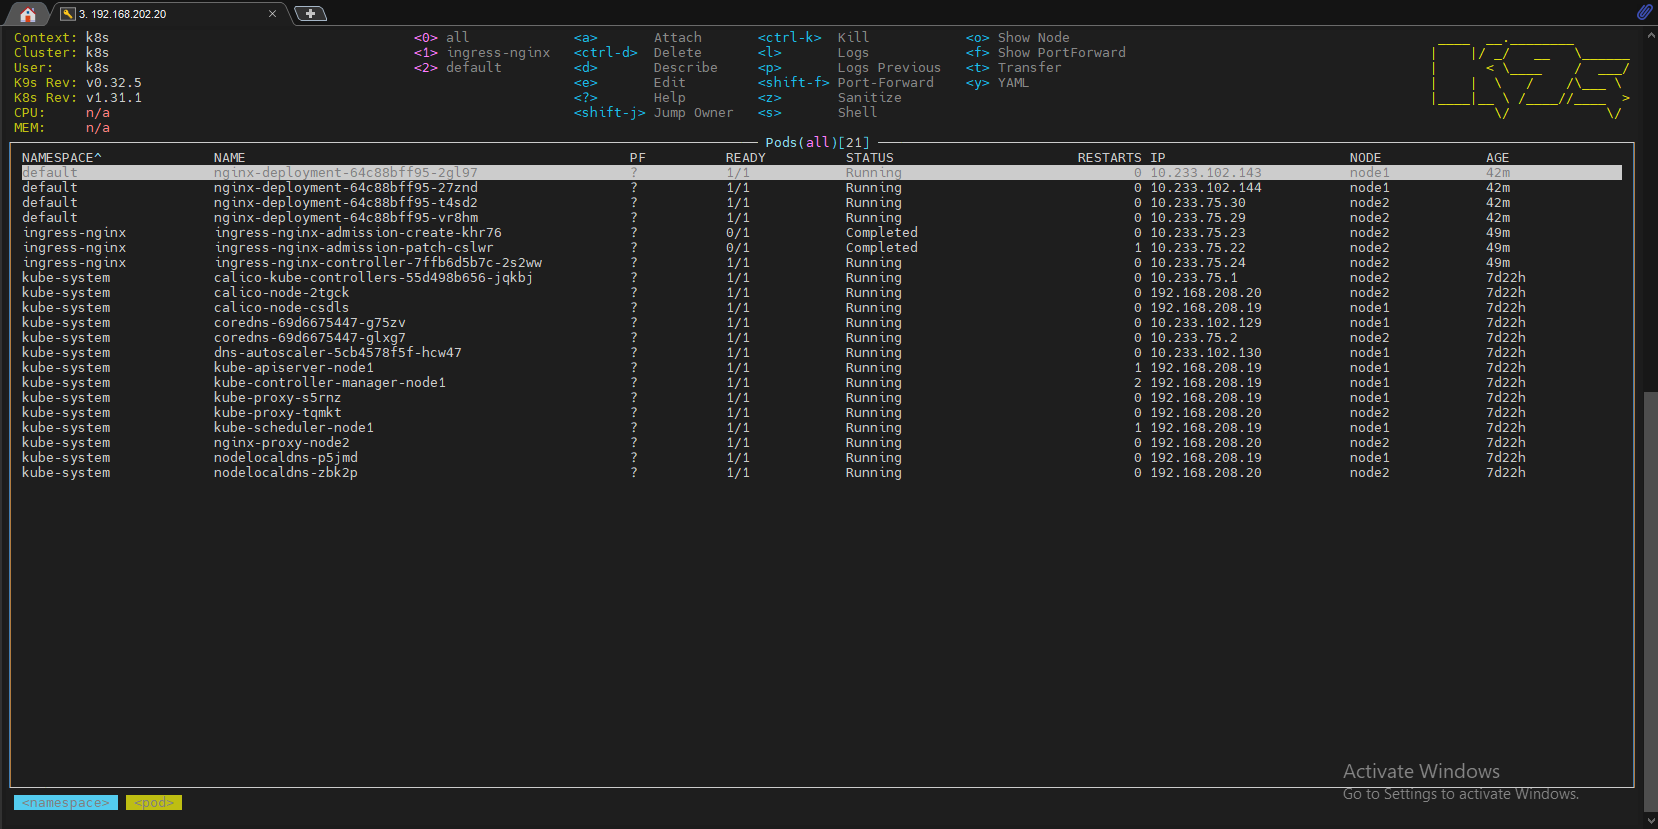 3. 192.168.202.20
Context: k8s <0> all <a> Attach <ctrl-k> Kill <o> Show Node
Cluster: k8s <1> ingress-nginx <ctrl-d> Delete <l> Logs <f> Show PortForward
User: k8s <2> default <d> Describe <p> Logs Previous <t> Transfer
K9s Rev: v0.32.5 <e> Edit <shift-f> Port-Forward <y> YAML
K8s Rev: v1.31.1 <?> Help <z> Sanitize
CPU: n/a <shift-j> Jump Owner <s> Shell
MEM: n/a
Pods(all)[21]
NAMESPACE^ NAME PF READY STATUS RESTARTS IP NODE AGE
default nginx-deployment-64c88bff95-2gl97 ? 1/1 Running 0 10.233.102.143 node1 42m
default nginx-deployment-64c88bff95-27znd ? 1/1 Running 0 10.233.102.144 node1 42m
default nginx-deployment-64c88bff95-t4sd2 ? 1/1 Running 0 10.233.75.30 node2 42m
default nginx-deployment-64c88bff95-vr8hm ? 1/1 Running 0 10.233.75.29 node2 42m
ingress-nginx ingress-nginx-admission-create-khr76 ? 0/1 Completed 0 10.233.75.23 node2 49m
ingress-nginx ingress-nginx-admission-patch-cslwr ? 0/1 Completed 1 10.233.75.22 node2 49m
ingress-nginx ingress-nginx-controller-7ffb6d5b7c-2s2ww ? 1/1 Running 0 10.233.75.24 node2 49m
kube-system calico-kube-controllers-55d498b656-jqkbj ? 1/1 Running 0 10.233.75.1 node2 7d22h
kube-system calico-node-2tgck ? 1/1 Running 0 192.168.208.20 node2 7d22h
kube-system calico-node-csdls ? 1/1 Running 0 192.168.208.19 node1 7d22h
kube-system coredns-69d6675447-g75zv ? 1/1 Running 0 10.233.102.129 node1 7d22h
kube-system coredns-69d6675447-glxg7 ? 1/1 Running 0 10.233.75.2 node2 7d22h
kube-system dns-autoscaler-5cb4578f5f-hcw47 ? 1/1 Running 0 10.233.102.130 node1 7d22h
kube-system kube-apiserver-node1 ? 1/1 Running 1 192.168.208.19 node1 7d22h
kube-system kube-controller-manager-node1 ? 1/1 Running 2 192.168.208.19 node1 7d22h
kube-system kube-proxy-s5rnz ? 1/1 Running 0 192.168.208.19 node1 7d22h
kube-system kube-proxy-tqmkt ? 1/1 Running 0 192.168.208.20 node2 7d22h
kube-system kube-scheduler-node1 ? 1/1 Running 1 192.168.208.19 node1 7d22h
kube-system nginx-proxy-node2 ? 1/1 Running 0 192.168.208.20 node2 7d22h
kube-system nodelocaldns-p5jmd ? 1/1 Running 0 192.168.208.19 node1 7d22h
kube-system nodelocaldns-zbk2p ? 1/1 Running 0 192.168.208.20 node2 7d22h
Activate Windows
Go to Settings to activate Windows.
<namespace> <pod>